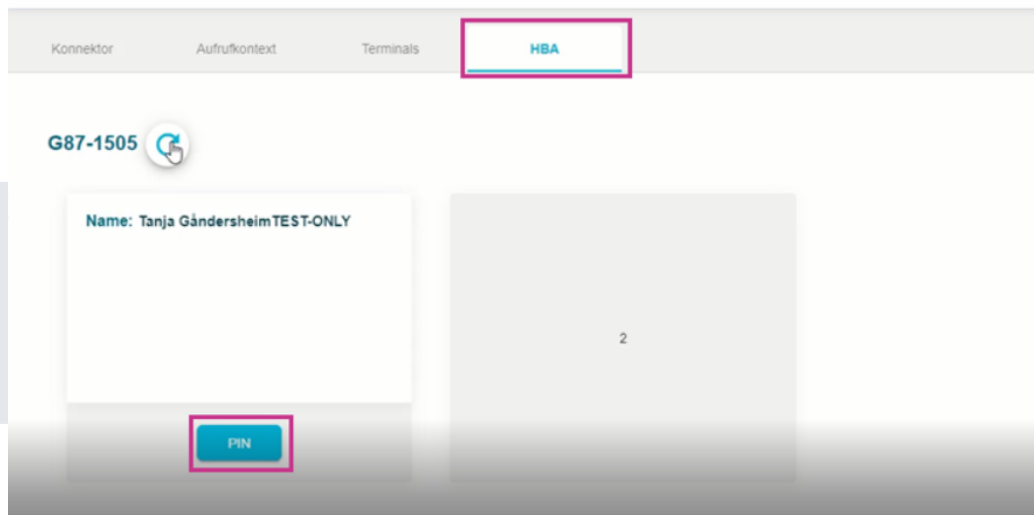 Konnektor Aufrufkontext Terminals HBA
G87-1505
Name: Tanja GåndersheimTEST-ONLY
2
PIN